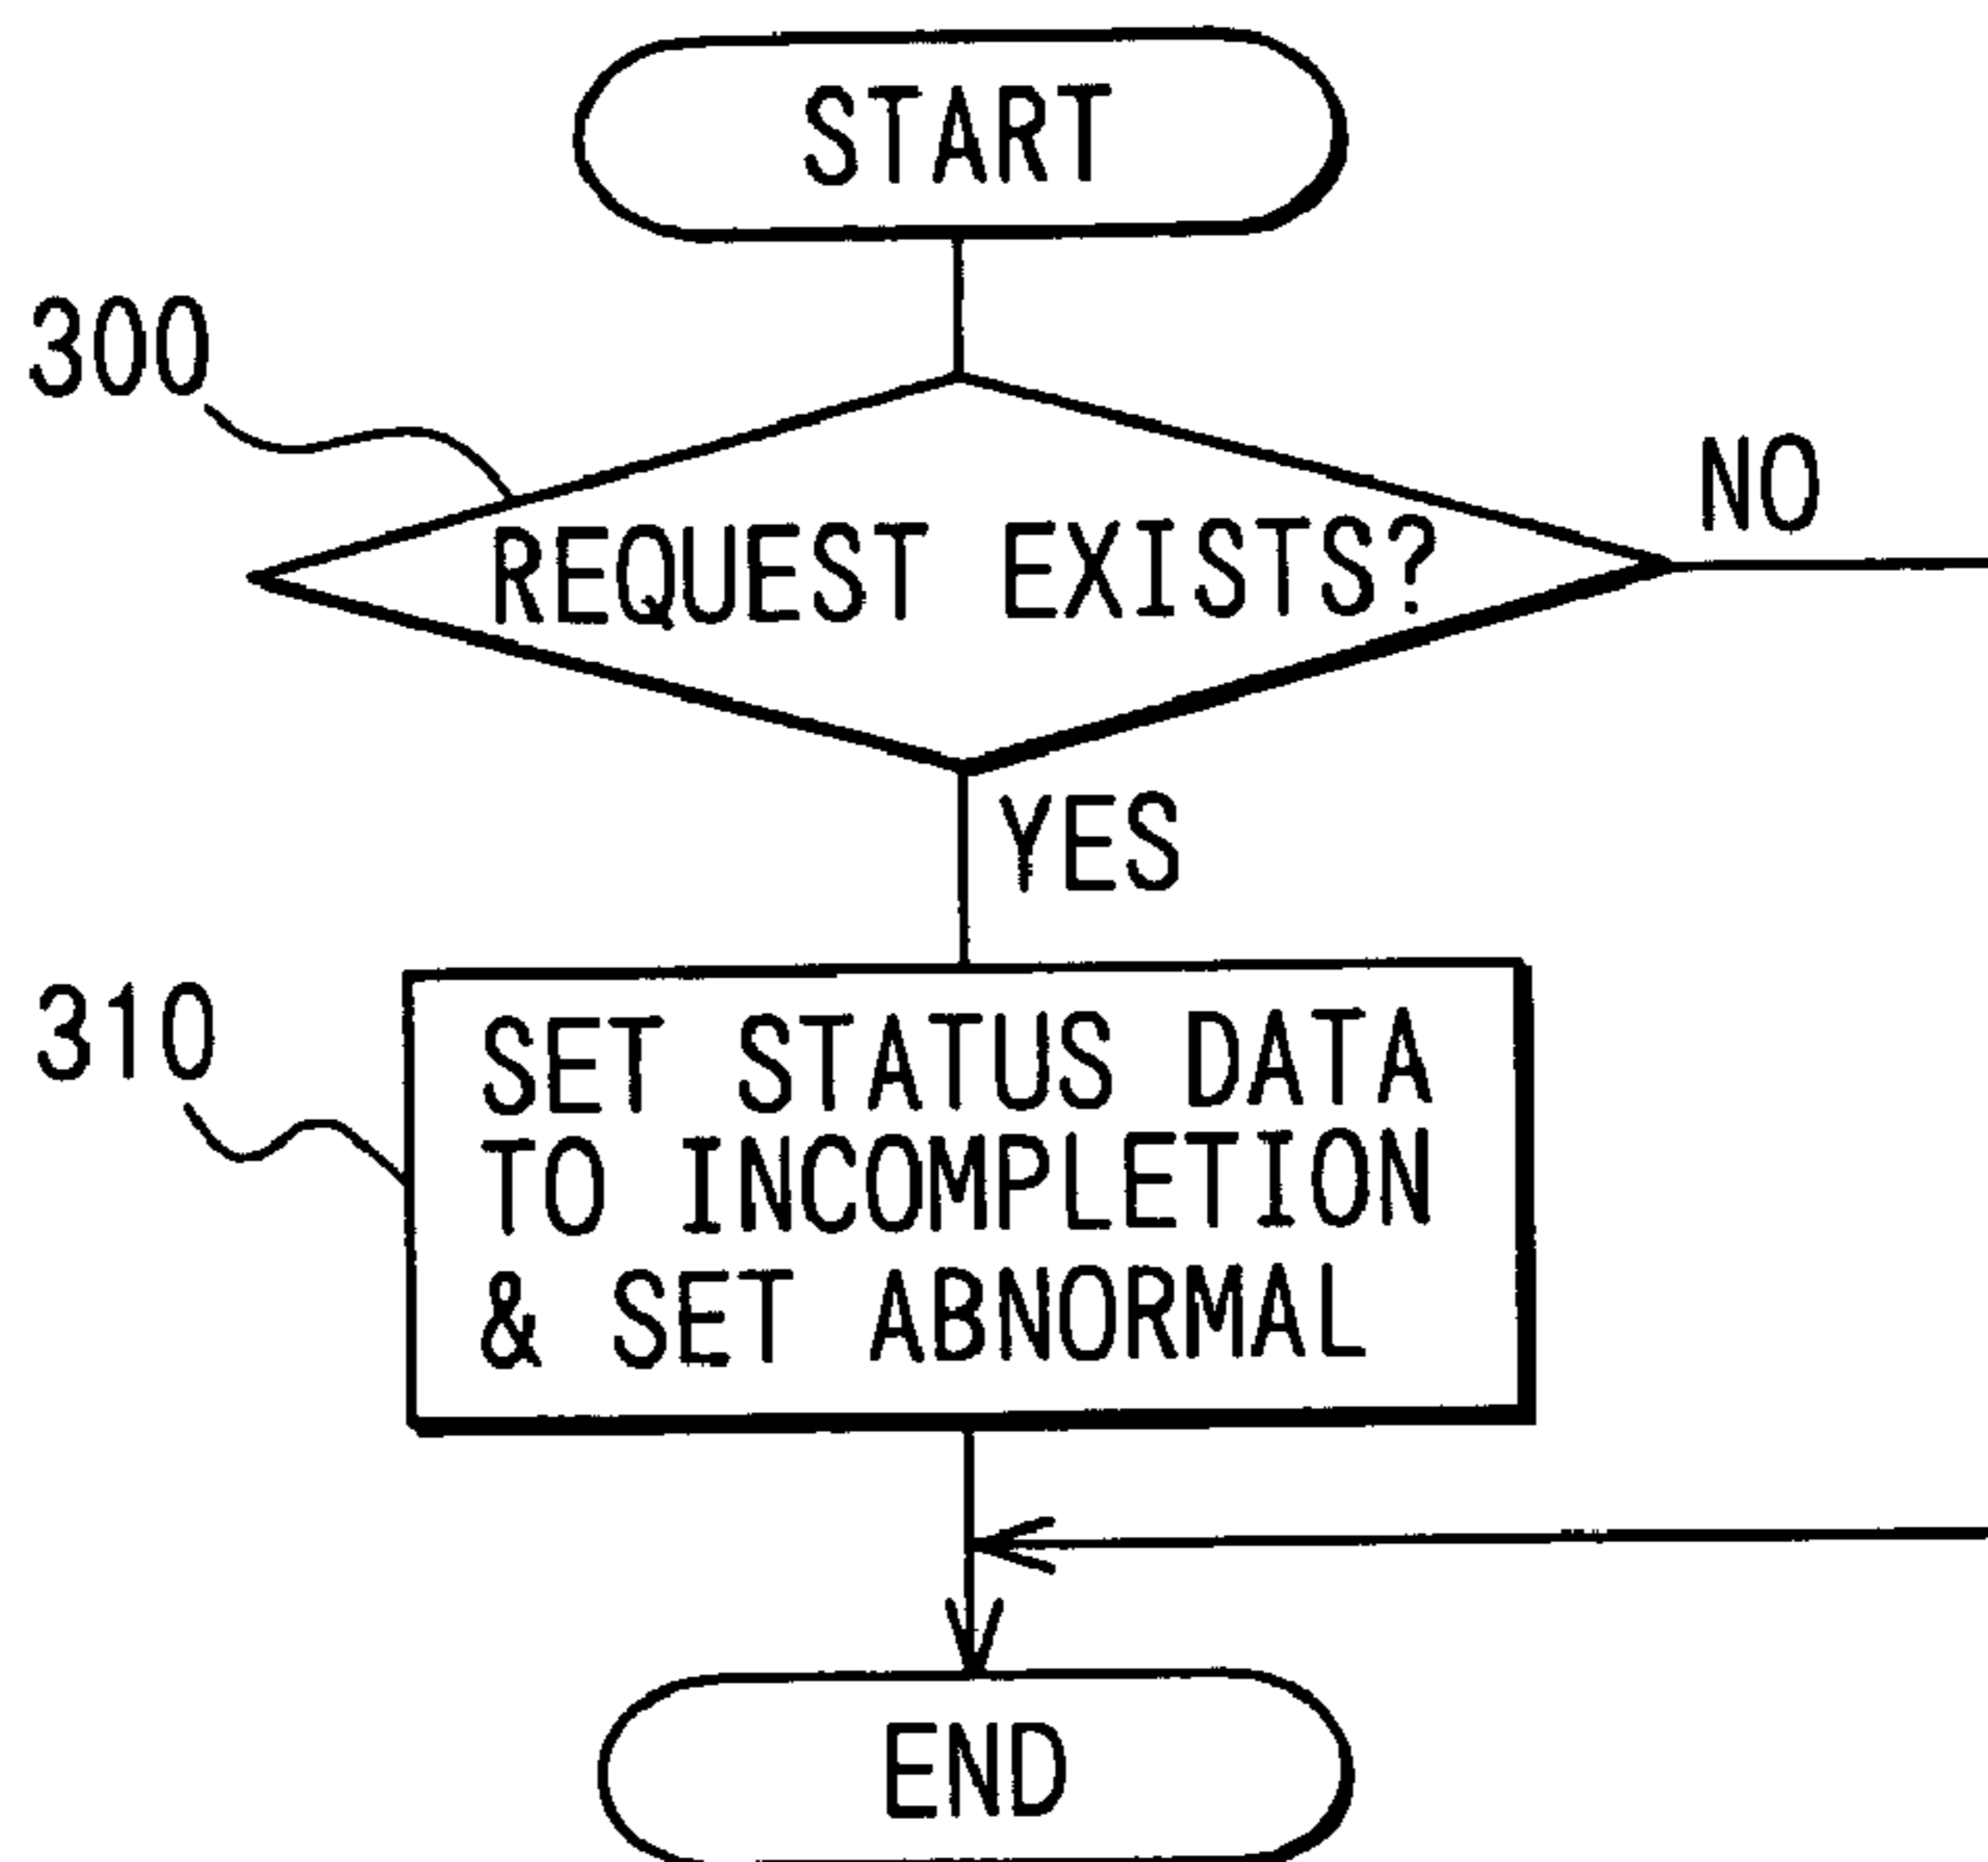 START
300
NO
REQUEST EXISTS?
YES
310
SET STATUS DATA
TO INCOMPLETION
& SET ABNORMAL
END